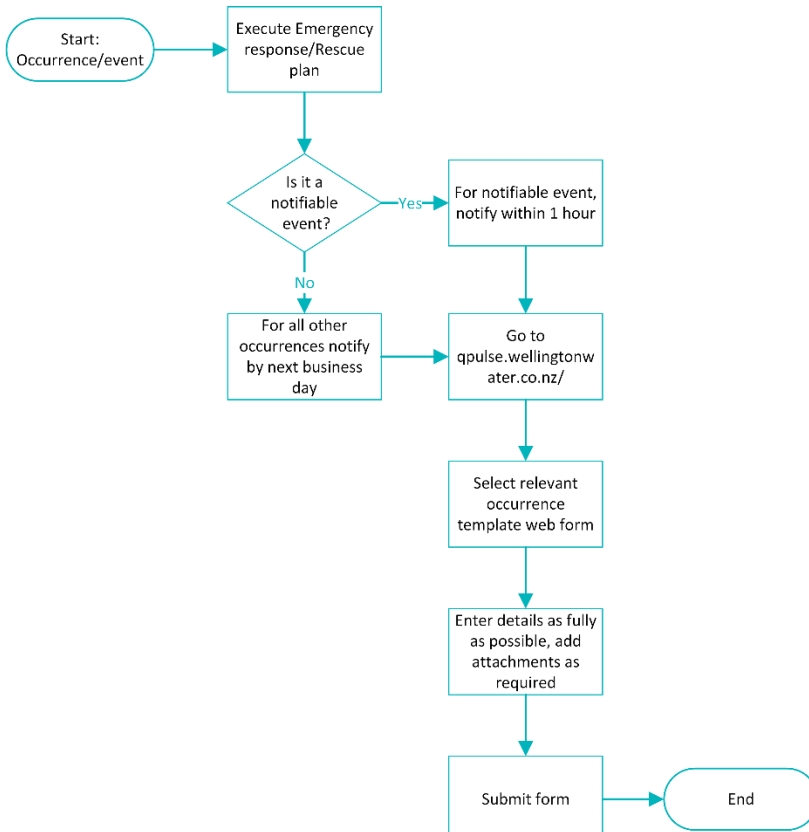 Start:
Occurrence/event
Execute Emergency
response/Rescue
plan
Is it a
notifiable
event?
Yes
For notifiable event,
notify within 1 hour
No
For all other
occurrences notify
by next business
day
Go to
qpulse.wellingtonw
ater.co.nz/
Select relevant
occurrence
template web form
Enter details as fully
as possible, add
attachments as
required
Submit form
End